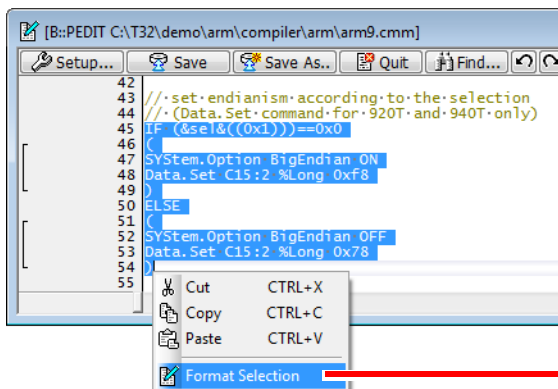 [B::PEDIT C:\T32\demo\arm\compiler\arm\arm9.cmm]
Setup... Save Save As.. Quit Find...
42
43 //·set·endianism·according·to·the·selection
44 //·(Data.Set·command·for·920T·and·940T·only)
45 IF (&sel&((0x1)))==0x0
46 (
47 SYStem.Option BigEndian ON
48 Data.Set C15:2 %Long 0xf8
49 )
50 ELSE
51 (
52 SYStem.Option BigEndian OFF
53 Data.Set C15:2 %Long 0x78
54 )
55
Cut CTRL+X
Copy CTRL+C
Paste CTRL+V
Format Selection